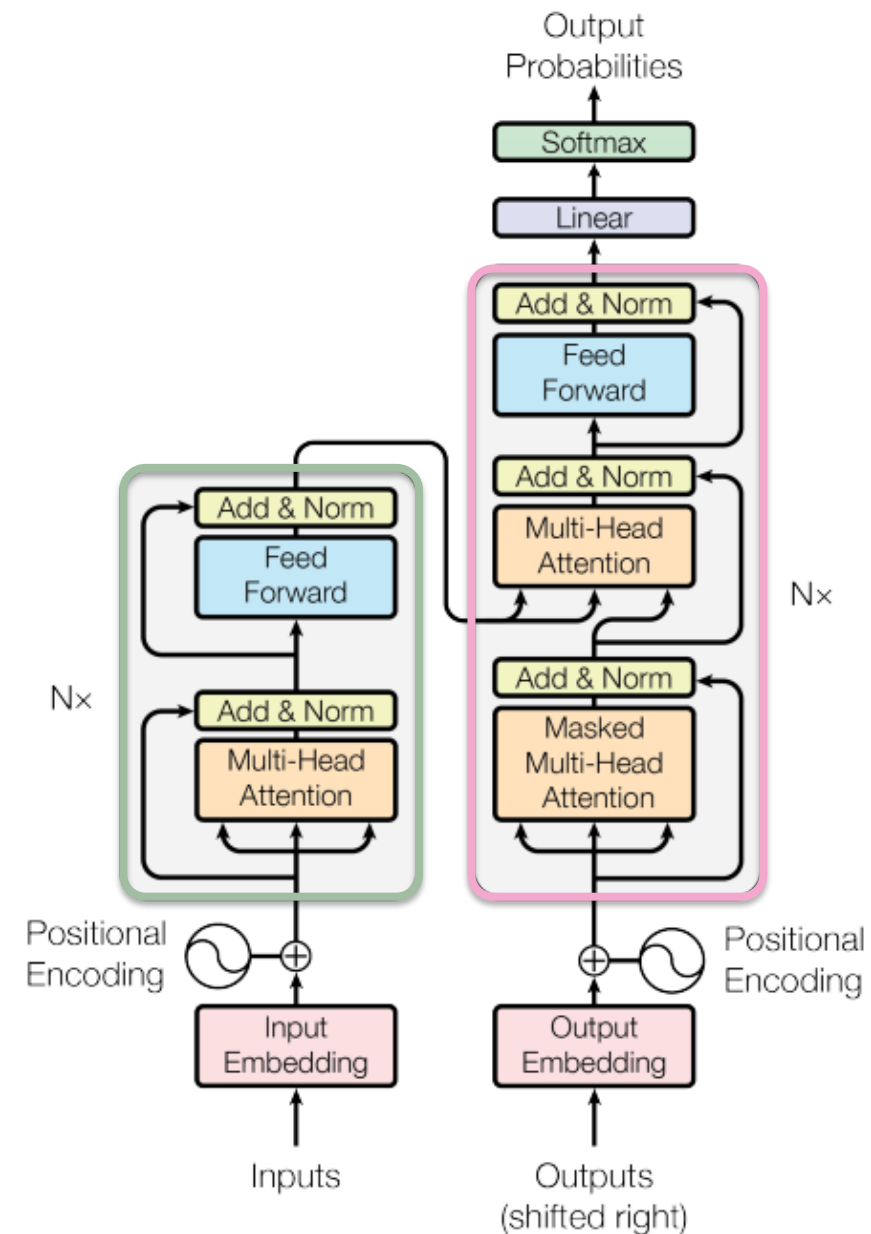 Output
Probabilities
Softmax
Linear
Add & Norm
Feed
Forward
Add & Norm
Multi-Head
Attention
Add & Norm
Masked
Multi-Head
Attention
Nx
Add & Norm
Feed
Forward
Add & Norm
Multi-Head
Attention
Nx
Positional
Encoding
Positional
Encoding
Input
Embedding
Output
Embedding
Inputs
Outputs
(shifted right)